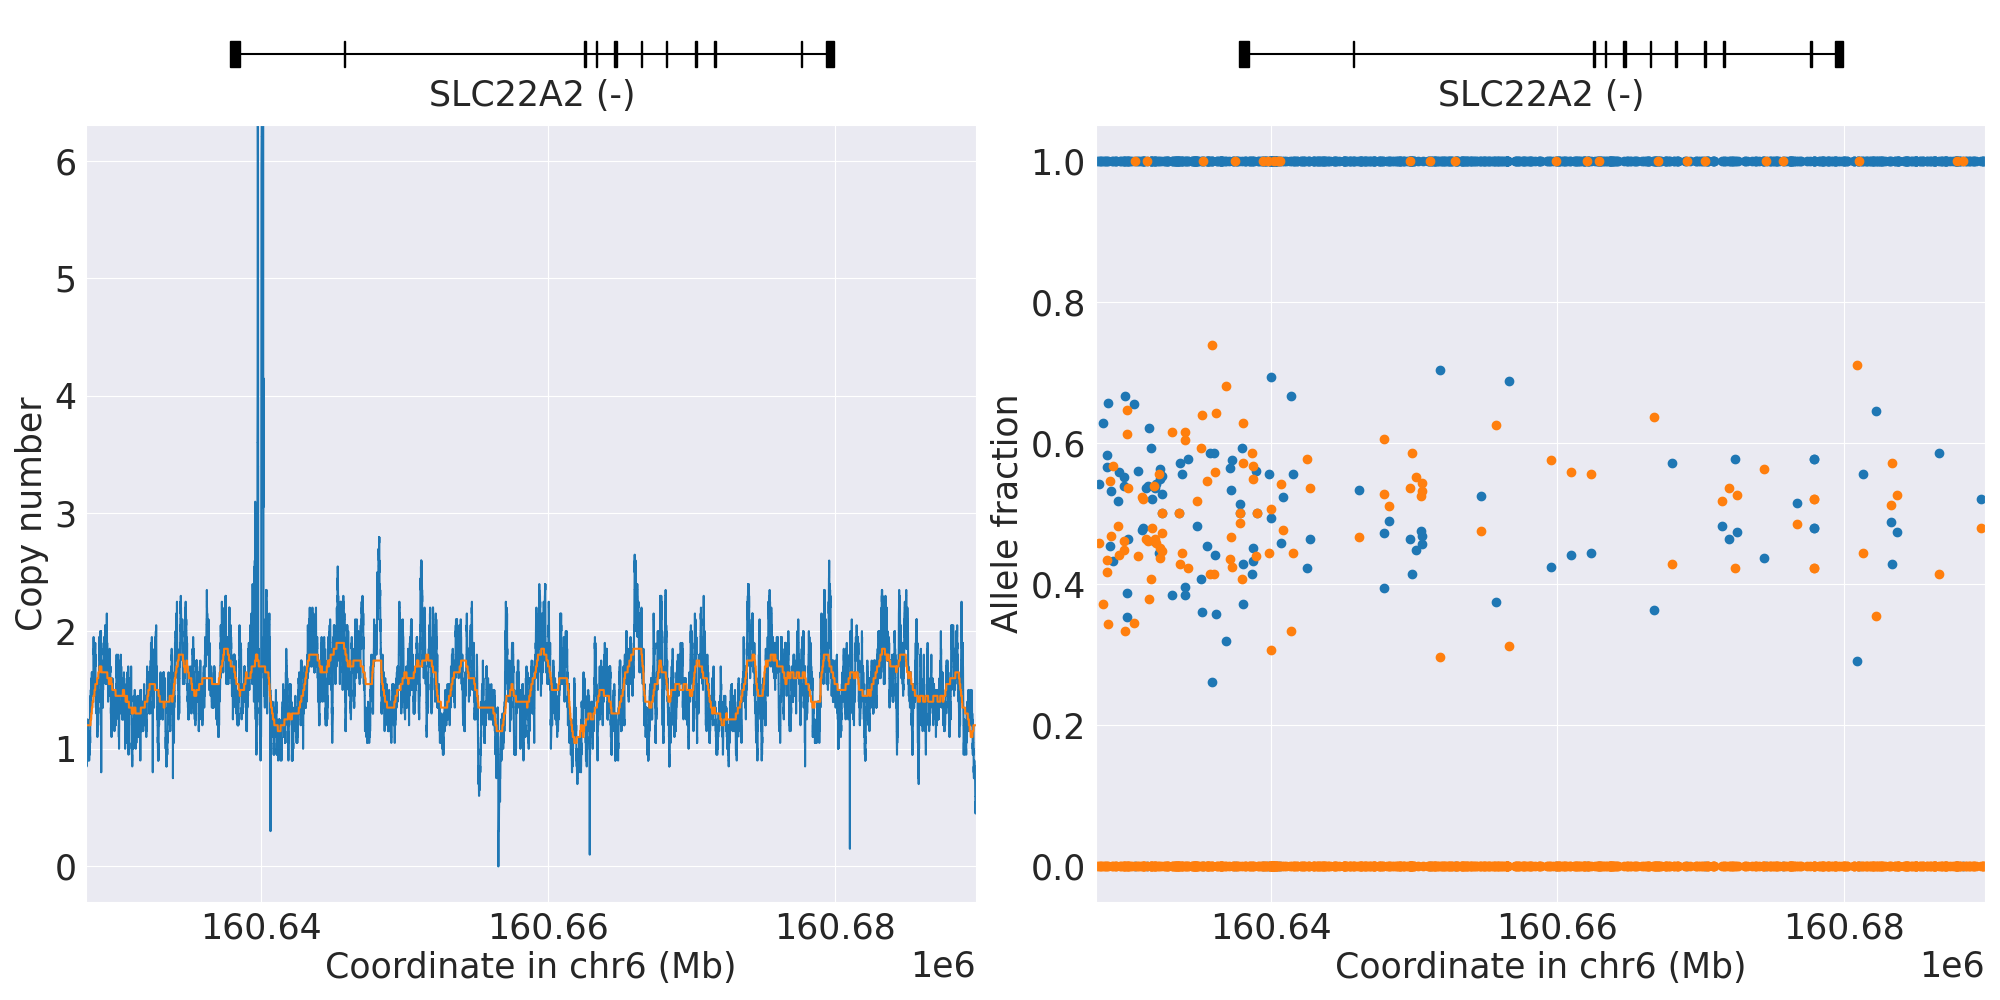 SLC22A2 (-)
6
5
4
3
2
1
0
Copy number
160.64
160.66
160.68
Coordinate in chr6 (Mb)
1e6
SLC22A2 (-)
1.0
0.8
0.6
0.4
0.2
0.0
Allele fraction
160.64
160.66
160.68
Coordinate in chr6 (Mb)
1e6